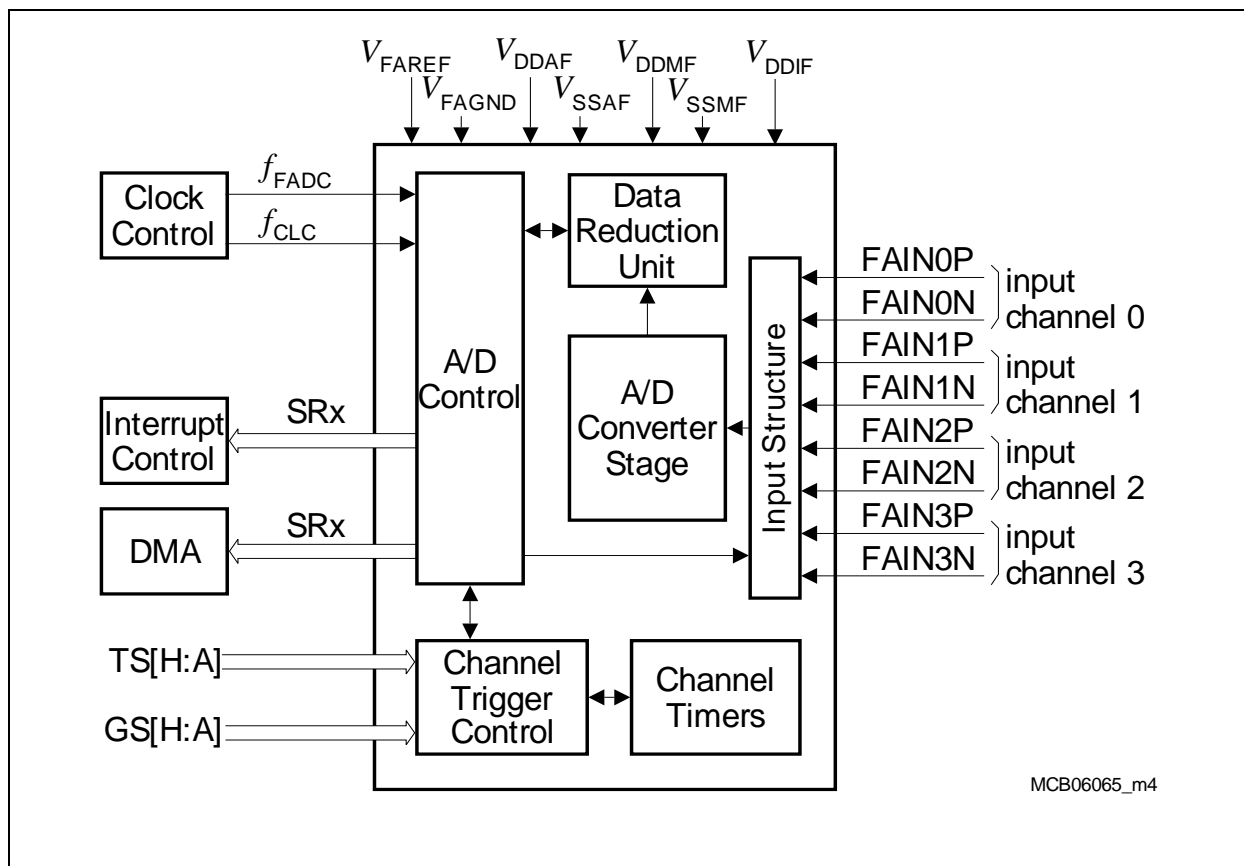 VFAREF
VDDAF
VDDMF
VDDIF
VFAGND
VSSAF
VSSMF
Clock
Control
fFADC
fCLC
A/D
Control
Data
Reduction
Unit
A/D
Converter
Stage
Input Structure
FAIN0P
FAIN0N
input
channel 0
FAIN1P
FAIN1N
input
channel 1
FAIN2P
FAIN2N
input
channel 2
FAIN3P
FAIN3N
input
channel 3
Interrupt
Control
SRx
DMA
SRx
TS[H:A]
GS[H:A]
Channel
Trigger
Control
Channel
Timers
MCB06065_m4